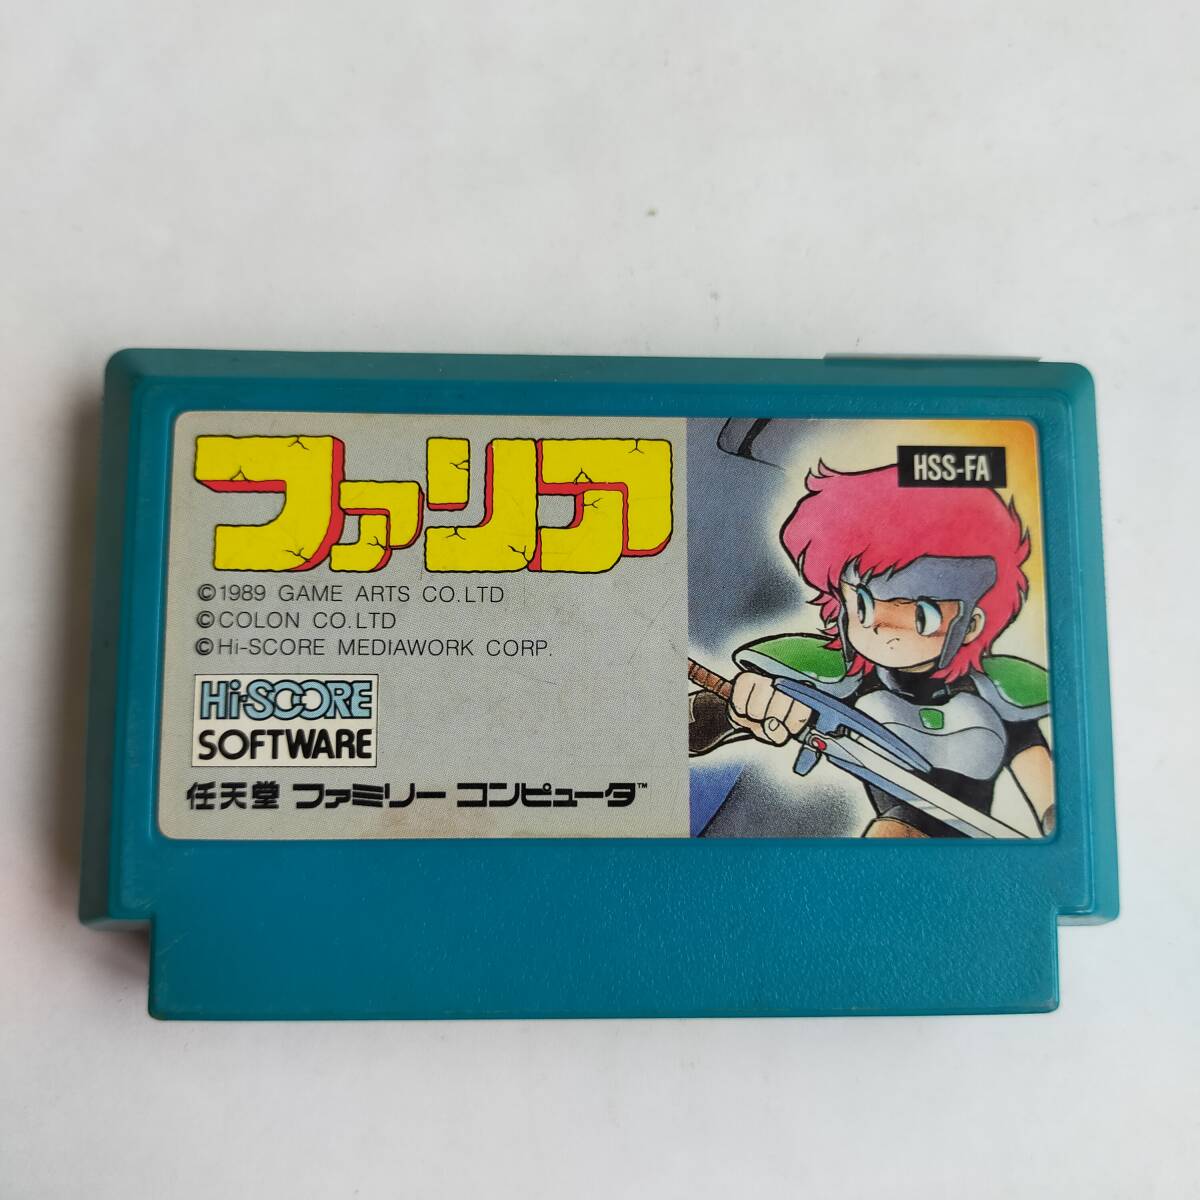 ファリア
HSS-FA
©1989 GAME ARTS CO.LTD
©COLON CO.LTD
©Hi-SCORE MEDIAWORK CORP.
Hi-SCORE
SOFTWARE
任天堂 ファミリー コンピュータ™